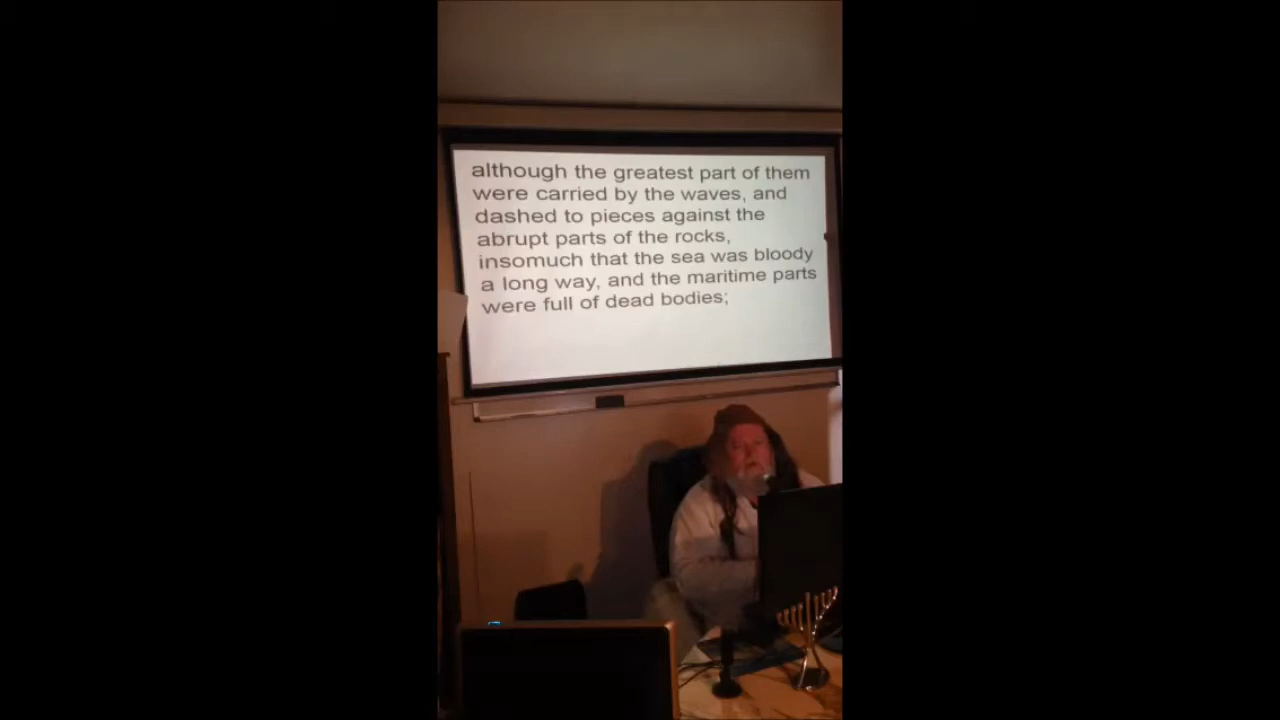 although the greatest part of them
were carried by the waves, and
dashed to pieces against the
abrupt parts of the rocks,
insomuch that the sea was bloody
a long way, and the maritime parts
were full of dead bodies;